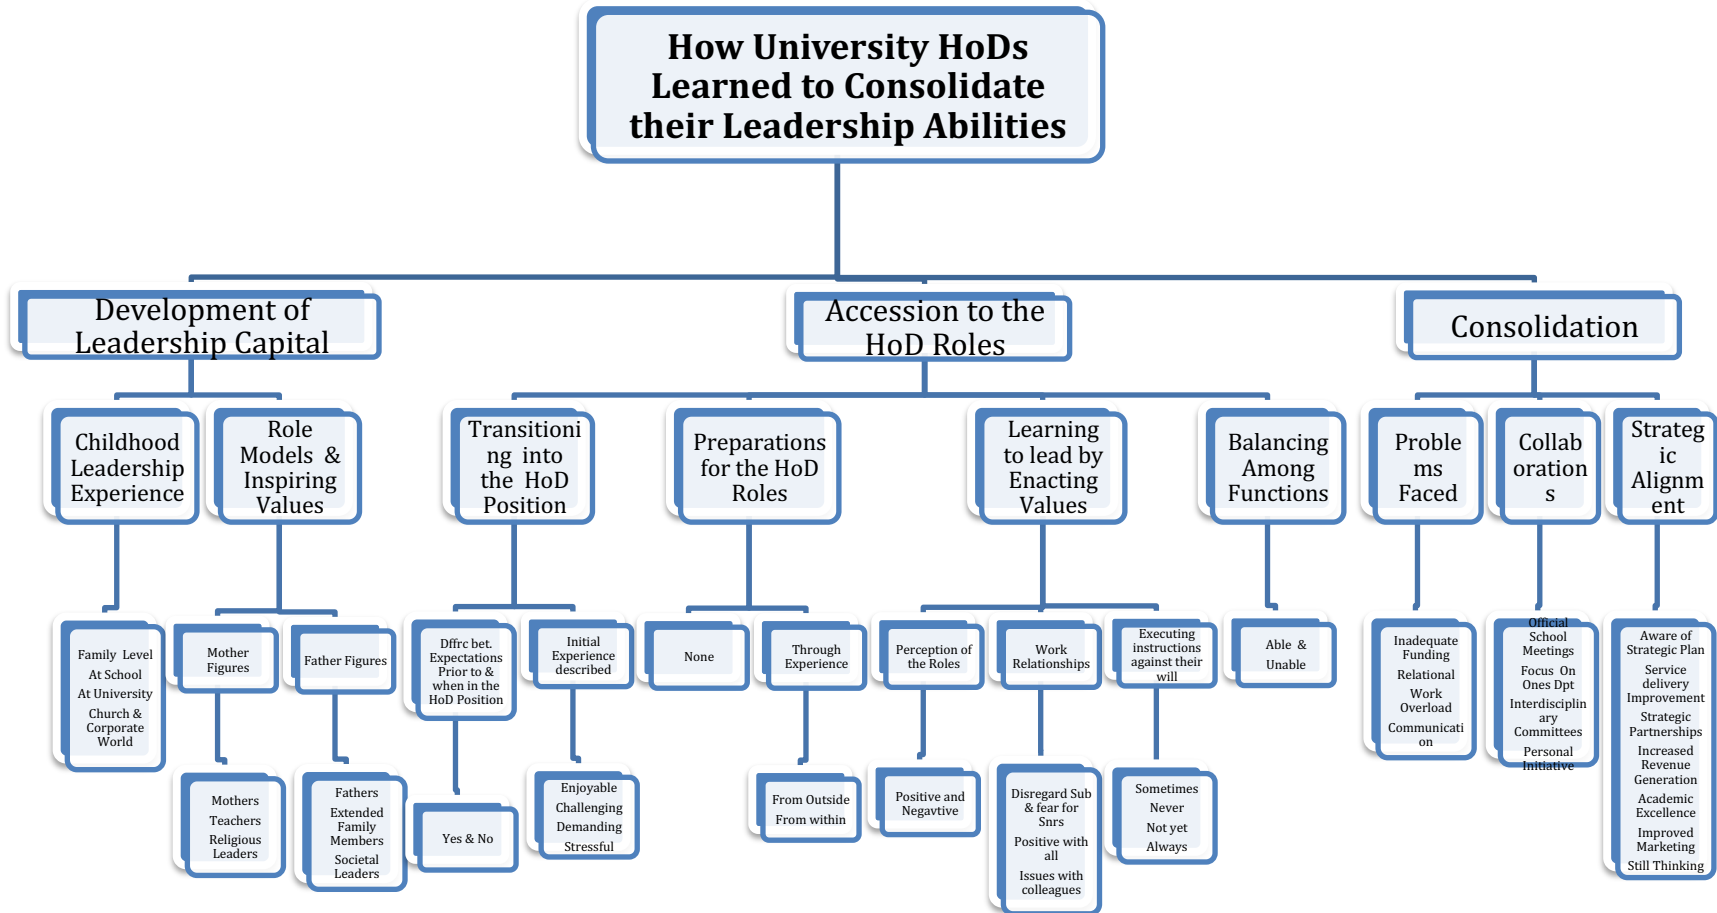 How University HoDs
Learned to Consolidate
their Leadership Abilities
Development of
Leadership Capital
Accession to the
HoD Roles
Consolidation
Childhood
Leadership
Experience
Role
Models &
Inspiring
Values
Transitioni
ng into
the HoD
Position
Preparations
for the HoD
Roles
Learning
to lead by
Enacting
Values
Balancing
Among
Functions
Proble
ms
Faced
Collab
oration
s
Strateg
ic
Alignm
ent
Family Level
At School
At University
Church &
Corporate
World
Mother
Figures
Father Figures
Dffrc bet.
Expectations
Prior to &
when in the
HoD Position
Initial
Experience
described
None
Through
Experience
Perception of
the Roles
Work
Relationships
Executing
instructions
against their
will
Able &
Unable
Inadequate
Funding
Relational
Work
Overload
Communicati
on
Official
School
Meetings
Focus On
Ones Dpt
Interdisciplin
ary
Committees
Personal
Initiative
Aware of
Strategic Plan
Service
delivery
Improvement
Strategic
Partnerships
Increased
Revenue
Generation
Academic
Excellence
Improved
Marketing
Still Thinking
Mothers
Teachers
Religious
Leaders
Fathers
Extended
Family
Members
Societal
Leaders
Yes & No
Enjoyable
Challenging
Demanding
Stressful
From Outside
From within
Positive and
Negavtive
Disregard Sub
& fear for
Snrs
Positive with
all
Issues with
colleagues
Sometimes
Never
Not yet
Always